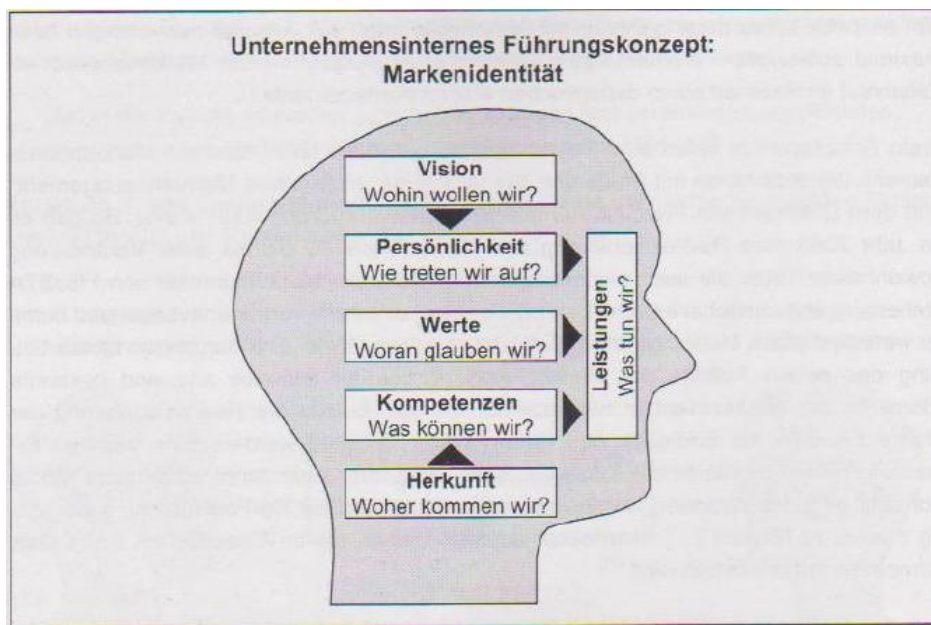 Unternehmensinternes Führungskonzept:
Markenidentität
Vision
Wohin wollen wir?
Persönlichkeit
Wie treten wir auf?
Werte
Woran glauben wir?
Kompetenzen
Was können wir?
Herkunft
Woher kommen wir?
Leistungen
Was tun wir?